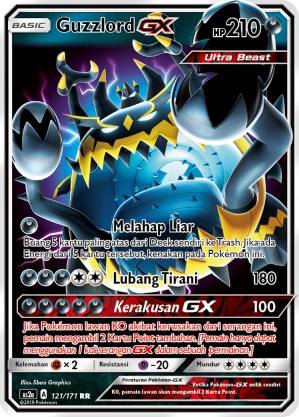 BASIC Guzzlord GX HP 210
Ultra Beast
Melahap Liar
Buang 5 kartu paling atas dari Deck sendiri ke Trash. Jika ada
Energi dari 5 kartu tersebut, kenakan pada Pokémon ini.
Lubang Tirani 180
Kerakusan GX 100
Jika Pokémon lawan KO akibat kerusakan dari serangan ini,
pemain mengambil 2 Kartu Point tambahan. [Pemain hanya dapat
menggunakan 1 kali serangan GX dalam sebuah permainan.]
Kelemahan ×2 Resistansi -20 Mundur
Illus. 5ban Graphics
Peraturan Pokémon-GX
Ketika Pokémon-GX milik sendiri KO,
pemain lawan mengambil 2 Kartu Point.
AS2a A 121/171 RR
©2019 Pokémon